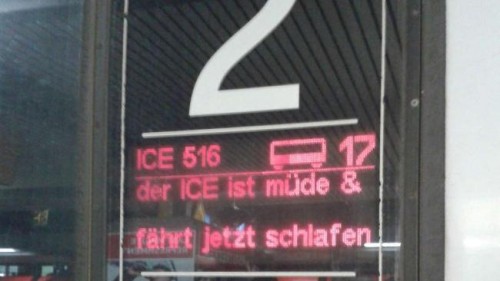 2
ICE 516 17
der ICE ist müde &
fährt jetzt schlafen